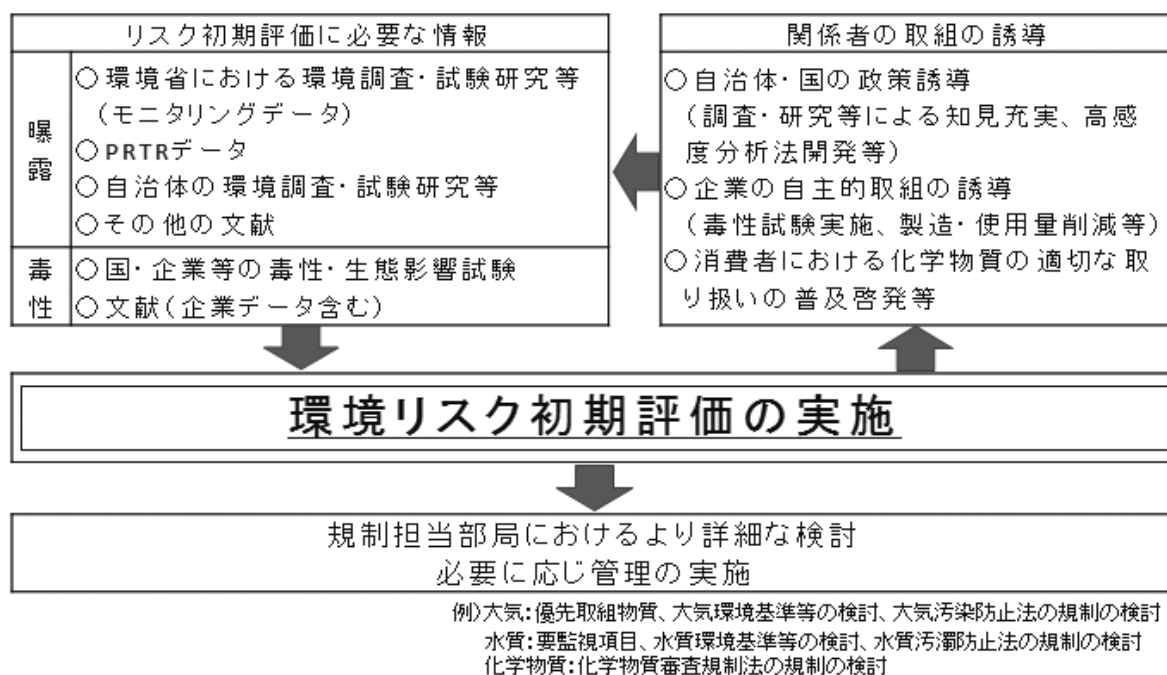 リスク初期評価に必要な情報
曝露
○環境省における環境調査・試験研究等
(モニタリングデータ)
○PRTRデータ
○自治体の環境調査・試験研究等
○その他の文献
毒性
○国・企業等の毒性・生態影響試験
○文献(企業データ含む)
関係者の取組の誘導
○自治体・国の政策誘導
(調査・研究等による知見充実、高感
度分析法開発等)
○企業の自主的取組の誘導
(毒性試験実施、製造・使用量削減等)
○消費者における化学物質の適切な取
り扱いの普及啓発等
環境リスク初期評価の実施
規制担当部局におけるより詳細な検討
必要に応じ管理の実施
例)大気:優先取組物質、大気環境基準等の検討、大気汚染防止法の規制の検討
水質:要監視項目、水質環境基準等の検討、水質汚濁防止法の規制の検討
化学物質:化学物質審査規制法の規制の検討